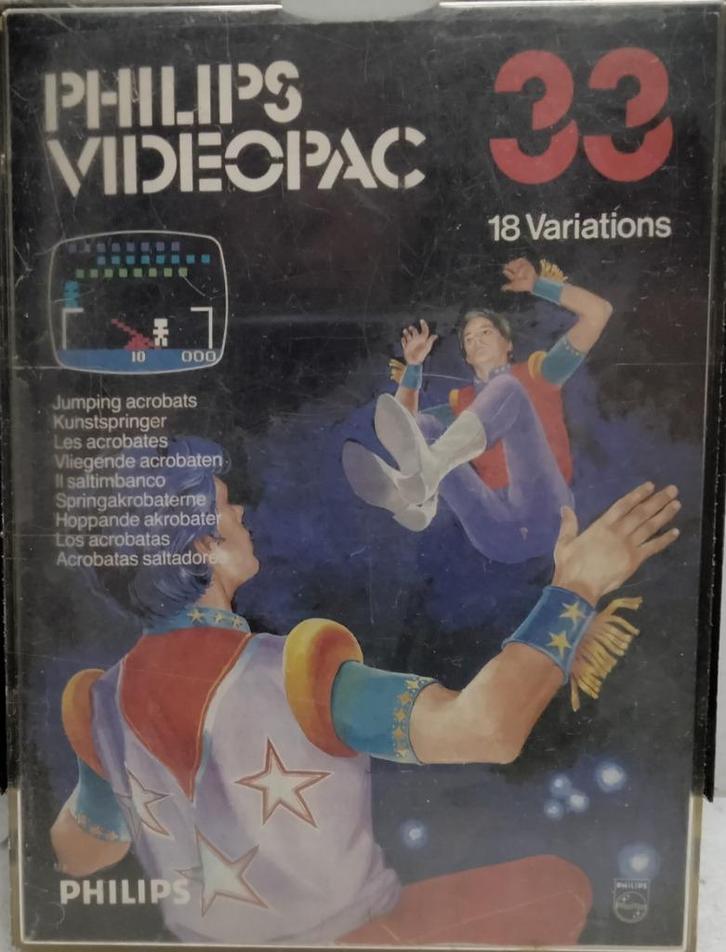 PHILIPS
VIDEOPAC
33
18 Variations
10 000
Jumping acrobats
Kunstspringer
Les acrobates
Vliegende acrobaten
Il saltimbanco
Springakrobaterne
Hoppande akrobater
Los acrobatas
Acrobatas saltadores
PHILIPS
PHILIPS